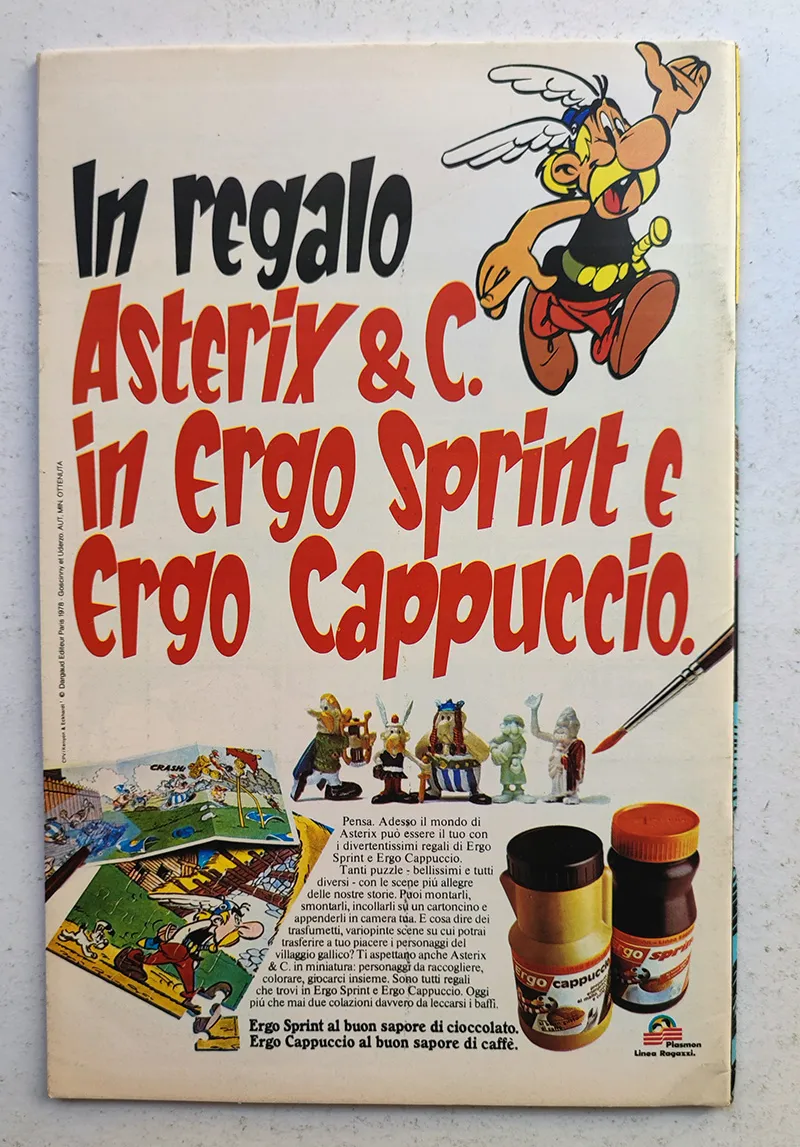 In regalo
Asterix & C.
in Ergo Sprint e
Ergo Cappuccio.
© Dargaud Editeur Paris 1978 - Goscinny et Uderzo. AUT. MIN. OTTENUTA
CRASH!
Pensa. Adesso il mondo di
Asterix può essere il tuo con
i divertentissimi regali di Ergo
Sprint e Ergo Cappuccio.
Tanti puzzle - bellissimi e tutti
diversi - con le scene piú allegre
delle nostre storie. Puoi montarli,
smontarli, incollarli su un cartoncino e
appenderli in camera tua. E cosa dire dei
trasfumetti, variopinte scene su cui potrai
trasferire a tuo piacere i personaggi del
villaggio gallico? Ti aspettano anche Asterix
& C. in miniatura: personaggi da raccogliere,
colorare, giocarci insieme. Sono tutti regali
che trovi in Ergo Sprint e Ergo Cappuccio. Oggi
piú che mai due colazioni davvero da leccarsi i baffi.
Ergo Sprint al buon sapore di cioccolato.
Ergo Cappuccio al buon sapore di caffè.
Ergo cappuccio
Ergo sprint
Plasmon
Linea Ragazzi.